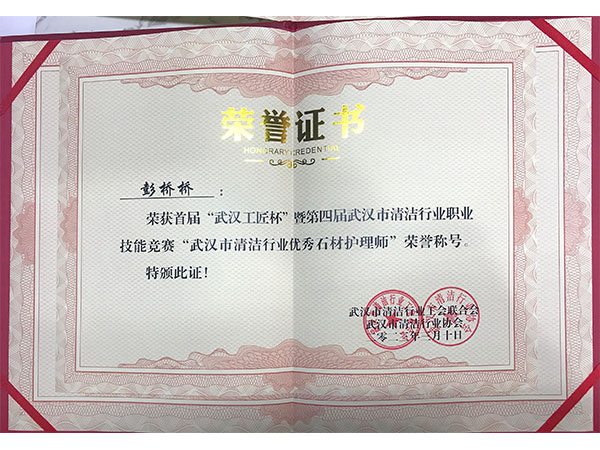 荣誉证书
HONORARY CREDENTIAL
彭桥桥：
荣获首届“武汉工匠杯”暨第四届武汉市清洁行业职业
技能竞赛“武汉市清洁行业优秀石材护理师”荣誉称号。
特颁此证！
武汉市清洁行业工会联合会
武汉市清洁行业协会